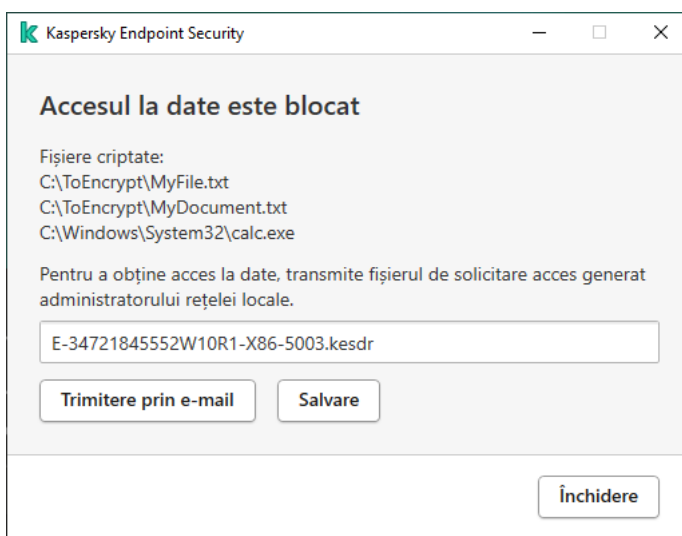 Kaspersky Endpoint Security
Accesul la date este blocat
Fișiere criptate:
C:\ToEncrypt\MyFile.txt
C:\ToEncrypt\MyDocument.txt
C:\Windows\System32\calc.exe
Pentru a obține acces la date, transmite fișierul de solicitare acces generat
administratorului rețelei locale.
E-34721845552W10R1-X86-5003.kesdr
Trimitere prin e-mail Salvare
Închidere